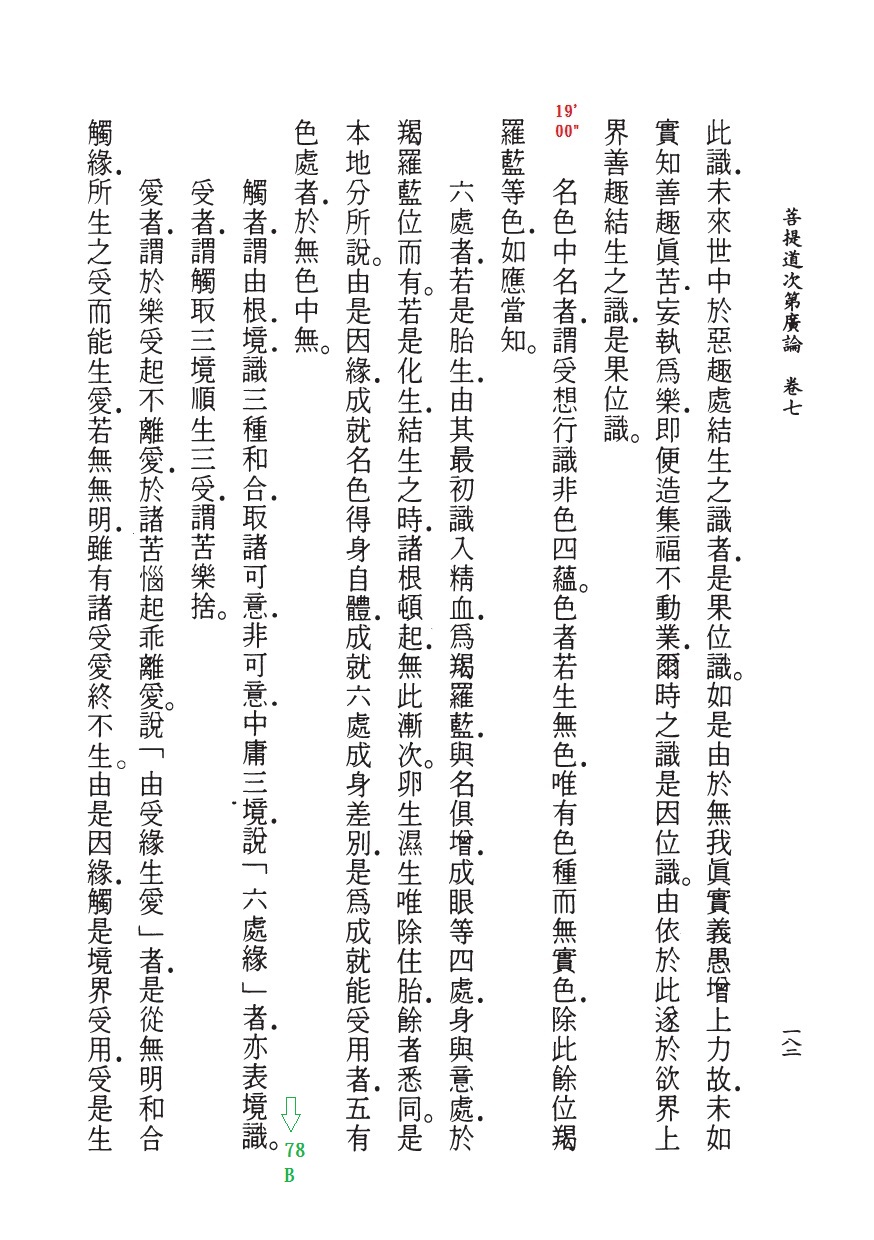 菩提道次第廣論　卷七
一八二
此識．未來世中於惡趣處結生之識者．是果位識。如是由於無我眞實義愚增上力故．未如
實知善趣眞苦．妄執爲樂．即便造集福不動業．爾時之識是因位識。由依於此遂於欲界上
界善趣結生之識．是果位識。
19' 00"
名色中名者．謂受想行識非色四蘊。色者若生無色．唯有色種而無實色．除此餘位羯
羅藍等色．如應當知。
六處者．若是胎生．由其最初識入精血．爲羯羅藍．與名俱增．成眼等四處．身與意處．於
羯羅藍位而有。若是化生．結生之時．諸根頓起．無此漸次。卵生濕生唯除住胎．餘者悉同。是
本地分所說。由是因緣．成就名色得身自體．成就六處成身差別．是爲成就能受用者．五有
色處者．於無色中無。
觸者．謂由根．境．識三種和合．取諸可意．非可意．中庸三境．說「六處緣」者．亦表境識。
78 B
受者．謂觸取三境順生三受．謂苦樂捨。
愛者．謂於樂受起不離愛．於諸苦惱起乖離愛。說「由受緣生愛」者．是從無明和合
觸緣．所生之受而能生愛．若無無明．雖有諸受愛終不生。由是因緣．觸是境界受用．受是生